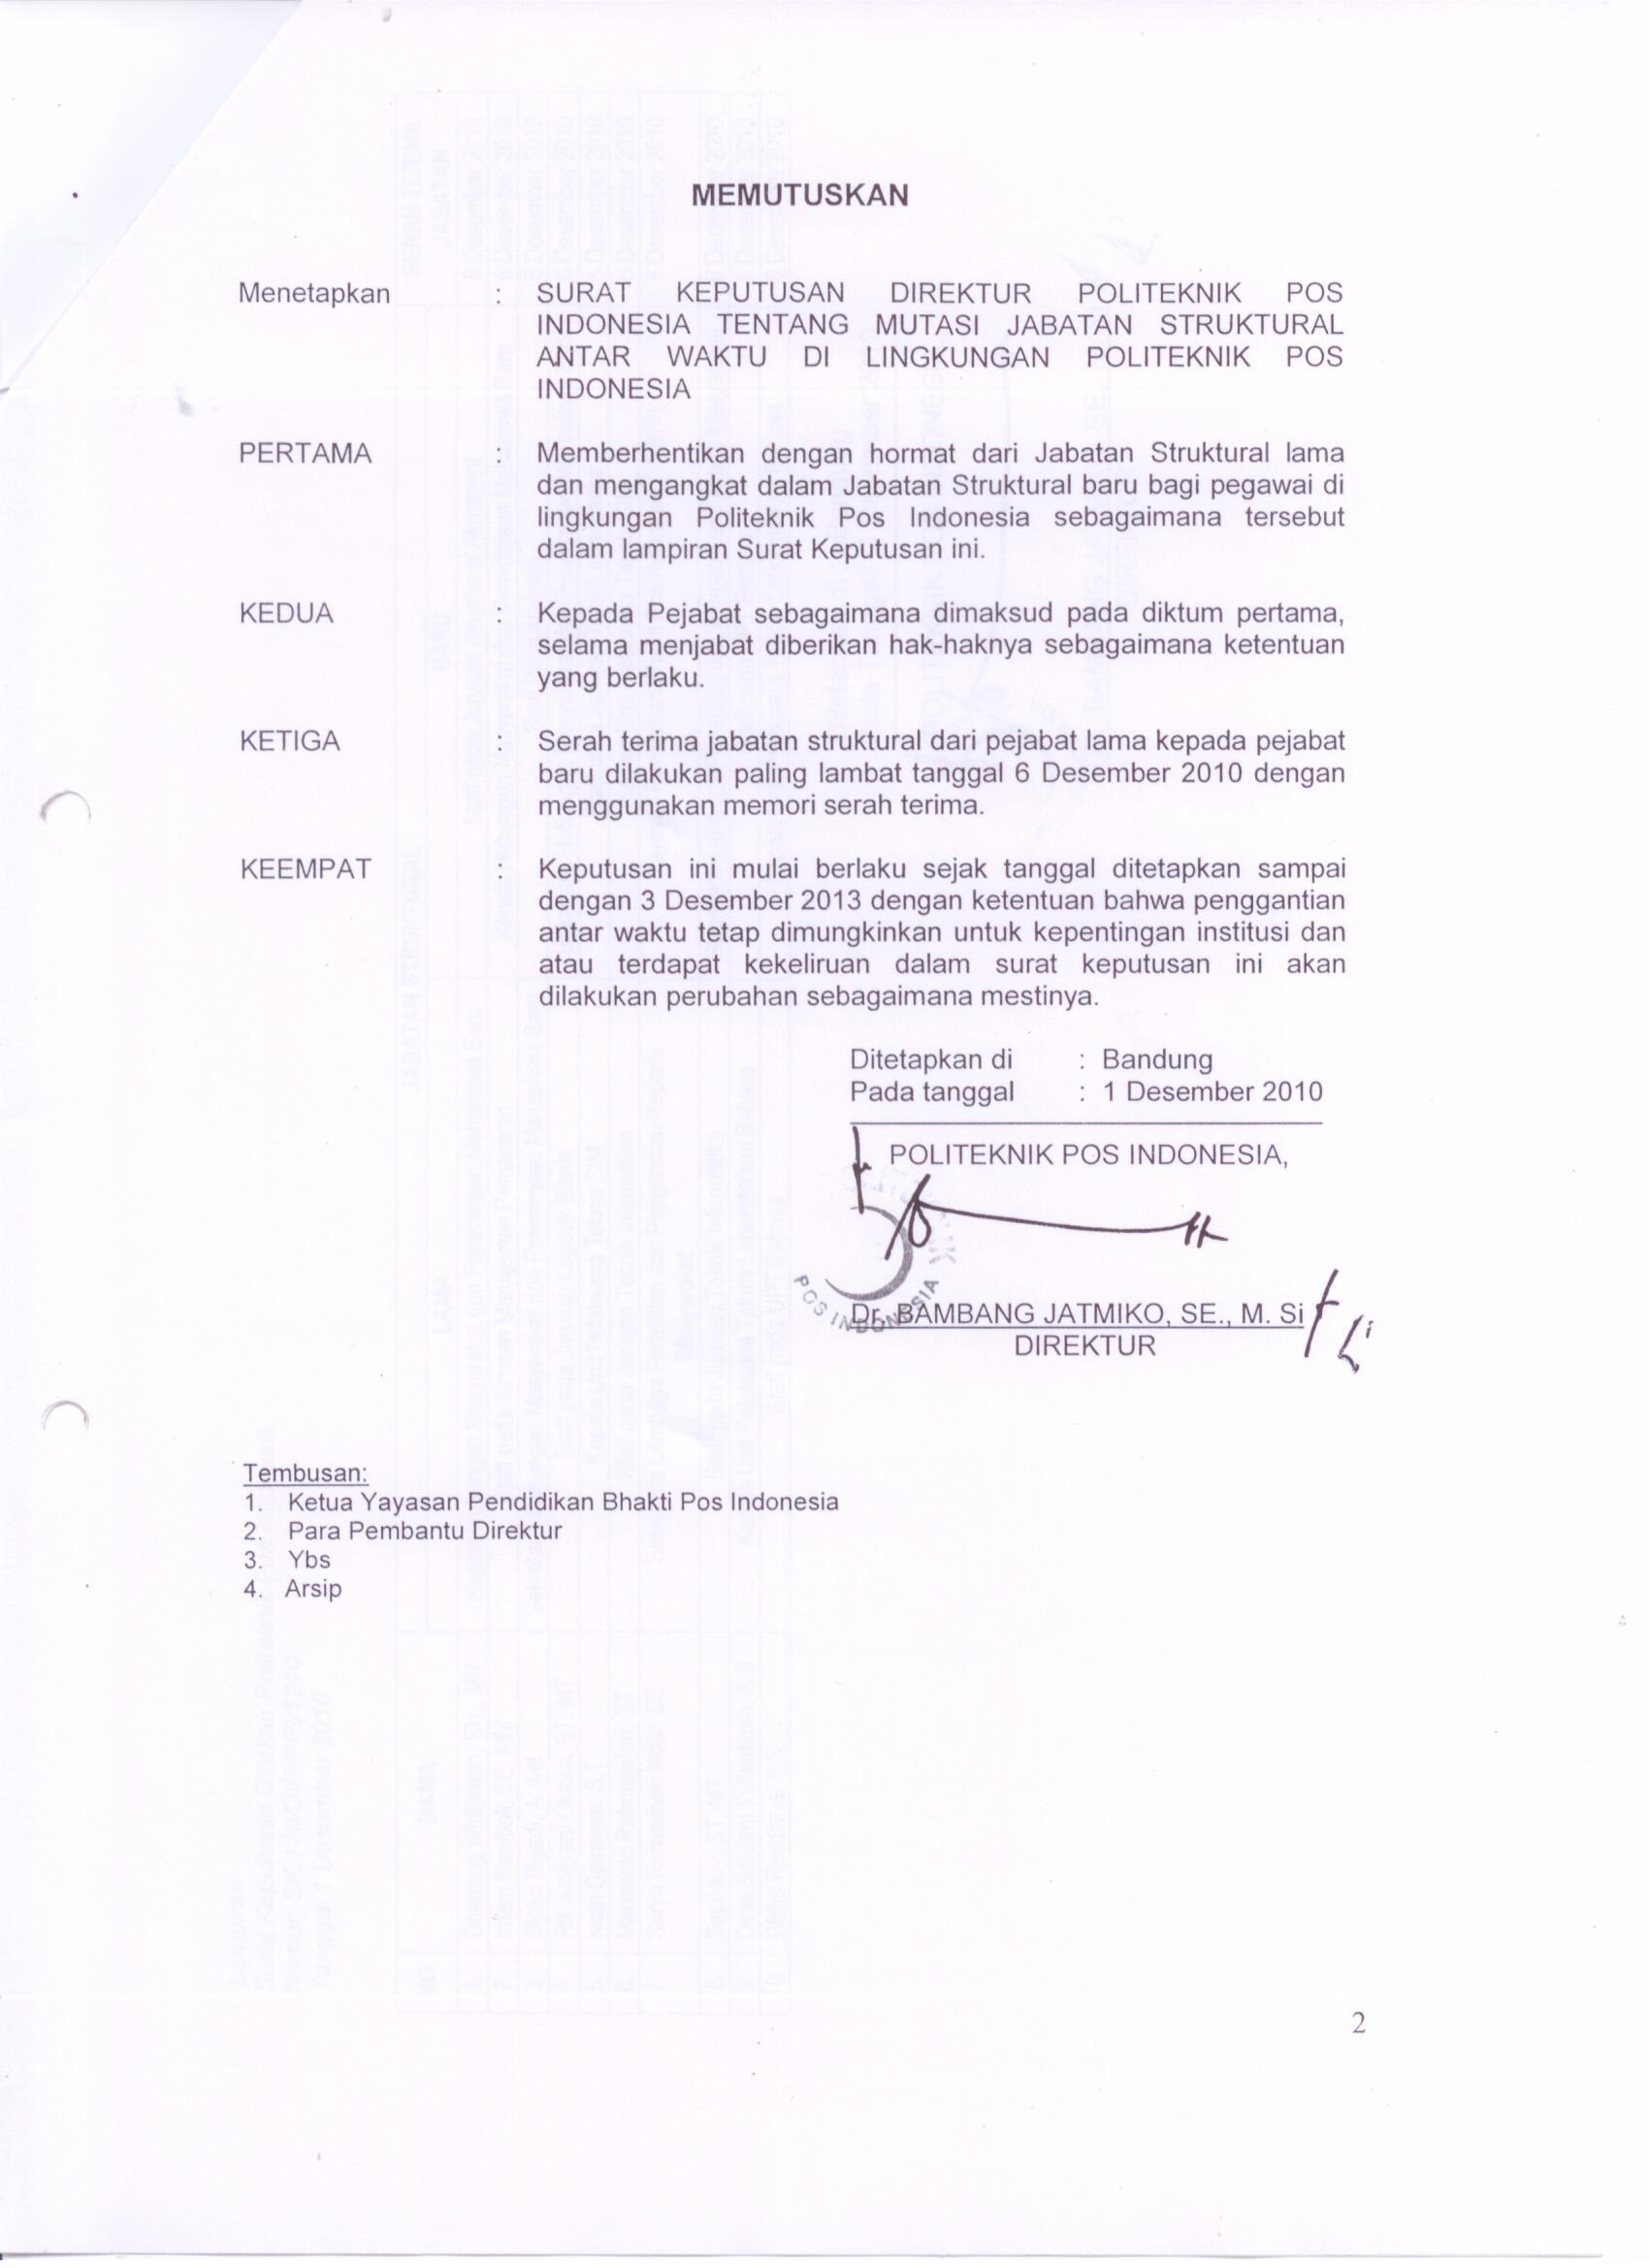 MEMUTUSKAN
Menetapkan : SURAT KEPUTUSAN DIREKTUR POLITEKNIK POS
INDONESIA TENTANG MUTASI JABATAN STRUKTURAL
ANTAR WAKTU DI LINGKUNGAN POLITEKNIK POS
INDONESIA
PERTAMA : Memberhentikan dengan hormat dari Jabatan Struktural lama
dan mengangkat dalam Jabatan Struktural baru bagi pegawai di
lingkungan Politeknik Pos Indonesia sebagaimana tersebut
dalam lampiran Surat Keputusan ini.
KEDUA : Kepada Pejabat sebagaimana dimaksud pada diktum pertama,
selama menjabat diberikan hak-haknya sebagaimana ketentuan
yang berlaku.
KETIGA : Serah terima jabatan struktural dari pejabat lama kepada pejabat
baru dilakukan paling lambat tanggal 6 Desember 2010 dengan
menggunakan memori serah terima.
KEEMPAT : Keputusan ini mulai berlaku sejak tanggal ditetapkan sampai
dengan 3 Desember 2013 dengan ketentuan bahwa penggantian
antar waktu tetap dimungkinkan untuk kepentingan institusi dan
atau terdapat kekeliruan dalam surat keputusan ini akan
dilakukan perubahan sebagaimana mestinya.
Ditetapkan di : Bandung
Pada tanggal : 1 Desember 2010
POLITEKNIK POS INDONESIA,
POS INDONESIA
Dr. BAMBANG JATMIKO, SE., M. Si
DIREKTUR
Tembusan:
1. Ketua Yayasan Pendidikan Bhakti Pos Indonesia
2. Para Pembantu Direktur
3. Ybs
4. Arsip
2